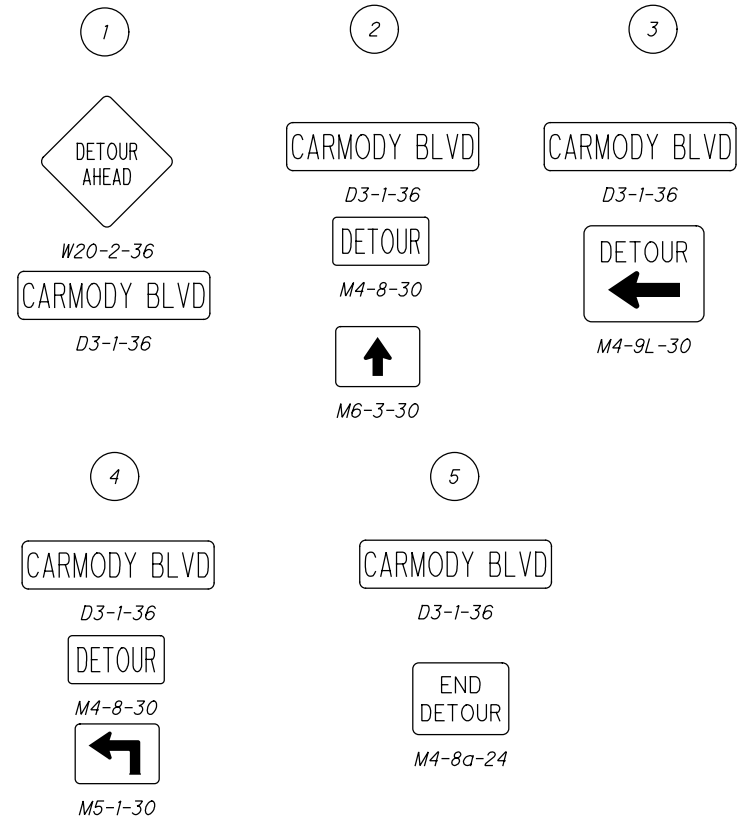 1
DETOUR
AHEAD
W20-2-36
CARMODY BLVD
D3-1-36
2
CARMODY BLVD
D3-1-36
DETOUR
M4-8-30
M6-3-30
3
CARMODY BLVD
D3-1-36
DETOUR
M4-9L-30
4
CARMODY BLVD
D3-1-36
DETOUR
M4-8-30
M5-1-30
5
CARMODY BLVD
D3-1-36
END
DETOUR
M4-8a-24